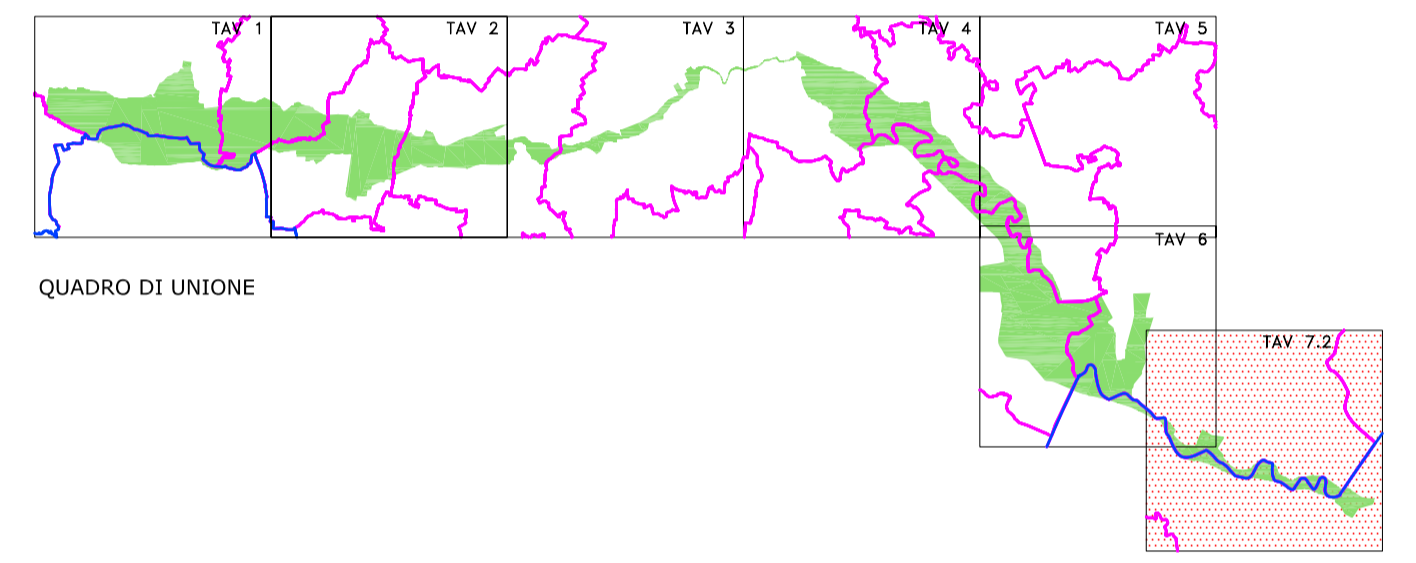 TAV 1
TAV 2
TAV 3
TAV 4
TAV 5
TAV 6
QUADRO DI UNIONE
TAV 7.2